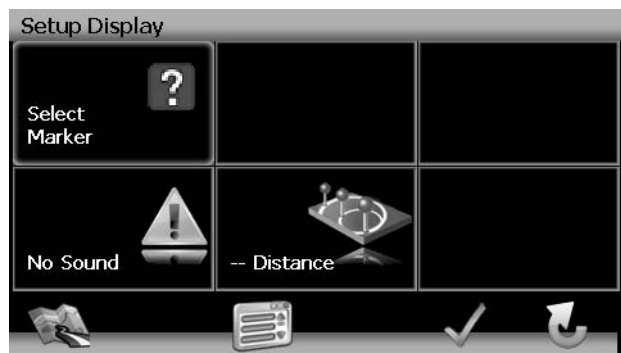 Setup Display
?
Select
Marker
!
No Sound
-- Distance